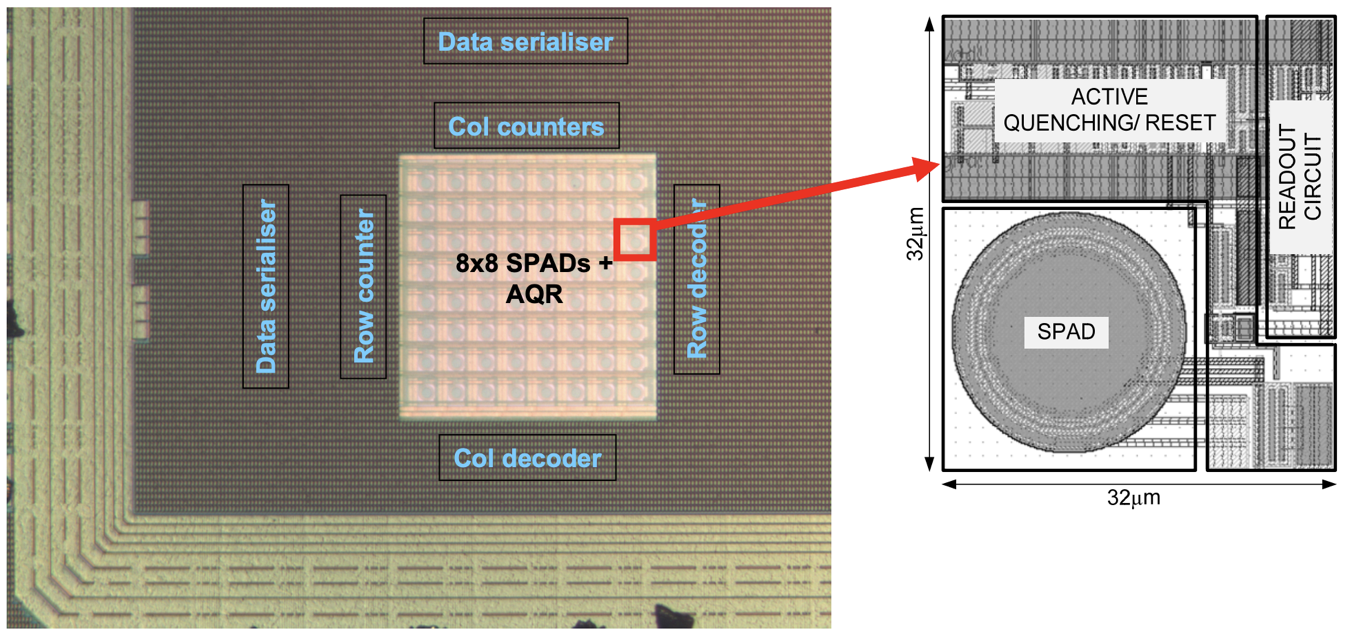 Data serialiser
Col counters
Data serialiser
Row counter
8x8 SPADs +
AQR
Row decoder
Col decoder
ACTIVE
QUENCHING/ RESET
READOUT
CIRCUIT
SPAD
32μm
32μm